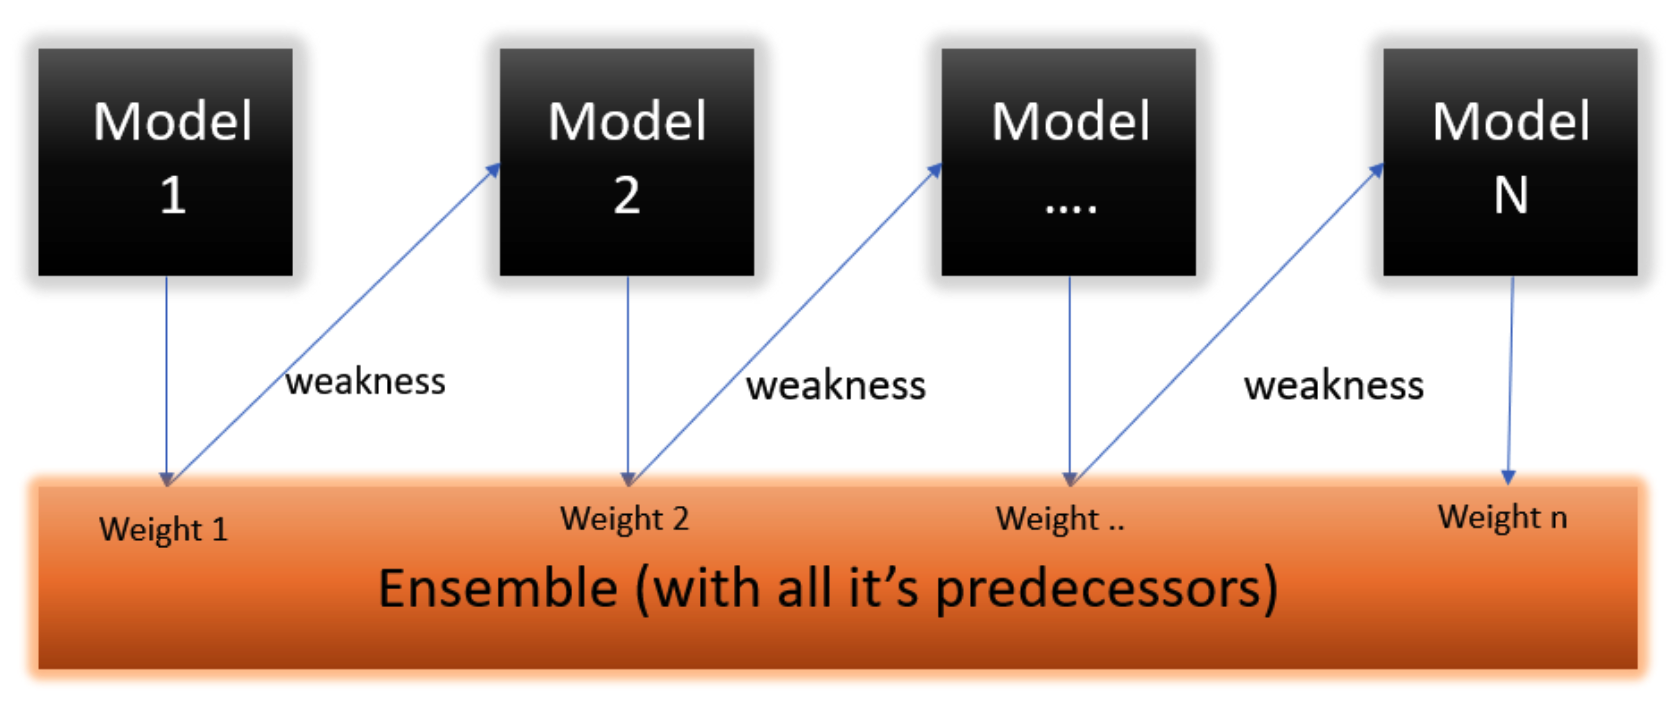 Model
1
Model
2
Model
....
Model
N
weakness
weakness
weakness
Weight 1
Weight 2
Weight ..
Weight n
Ensemble (with all it’s predecessors)